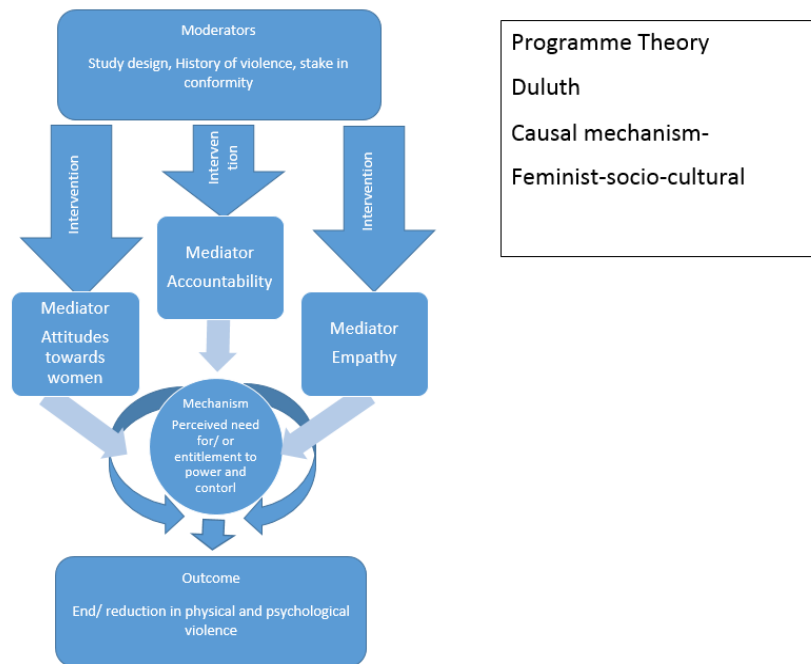 Moderators
Study design, History of violence, stake in
conformity
Programme Theory
Duluth
Causal mechanism-
Feminist-socio-cultural
Intervention
Interven
tion
Intervention
Mediator
Accountability
Mediator
Attitudes
towards
women
Mediator
Empathy
Mechanism
Perceived need
for/ or
entitlement to
power and
contorl
Outcome
End/ reduction in physical and psychological
violence